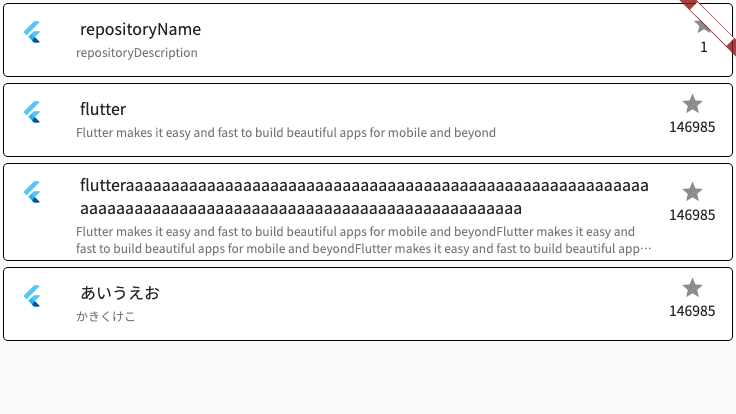 repositoryName
repositoryDescription
1
flutter
Flutter makes it easy and fast to build beautiful apps for mobile and beyond
146985
flutteraaaaaaaaaaaaaaaaaaaaaaaaaaaaaaaaaaaaaaaaaaaaaaaaaaaaaaaaaa
aaaaaaaaaaaaaaaaaaaaaaaaaaaaaaaaaaaaaaaaaaaaaaaaa
Flutter makes it easy and fast to build beautiful apps for mobile and beyondFlutter makes it easy and
fast to build beautiful apps for mobile and beyondFlutter makes it easy and fast to build beautiful app…
146985
あいうえお
かきくけこ
146985